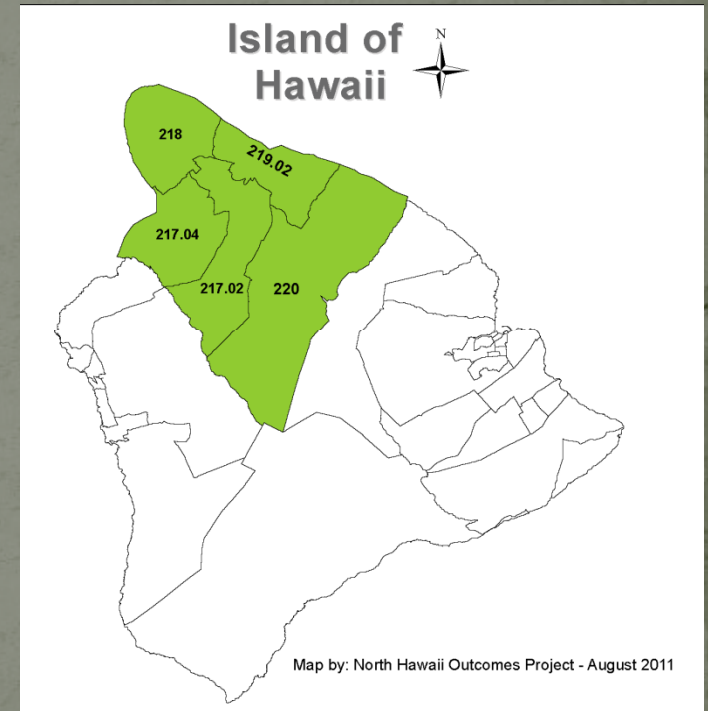 Island of
Hawaii
N
218
219.02
217.04
217.02
220
Map by: North Hawaii Outcomes Project - August 2011